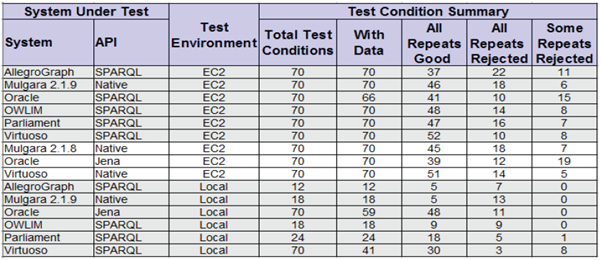 System Under Test Test Environment Test Condition Summary
System API Total Test Conditions With Data All Repeats Good All Repeats Rejected Some Repeats Rejected
AllegroGraph SPARQL EC2 70 70 37 22 11
Mulgara 2.1.9 Native EC2 70 70 46 18 6
Oracle SPARQL EC2 70 66 41 10 15
OWLIM SPARQL EC2 70 70 48 14 8
Parliament SPARQL EC2 70 70 47 16 7
Virtuoso SPARQL EC2 70 70 52 10 8
Mulgara 2.1.8 Native EC2 70 70 45 18 7
Oracle Jena EC2 70 70 39 12 19
Virtuoso Native EC2 70 70 51 14 5
AllegroGraph SPARQL Local 12 12 5 7 0
Mulgara 2.1.9 Native Local 18 18 5 13 0
Oracle Jena Local 70 59 48 11 0
OWLIM SPARQL Local 18 18 9 9 0
Parliament SPARQL Local 24 24 18 5 1
Virtuoso SPARQL Local 70 41 30 3 8